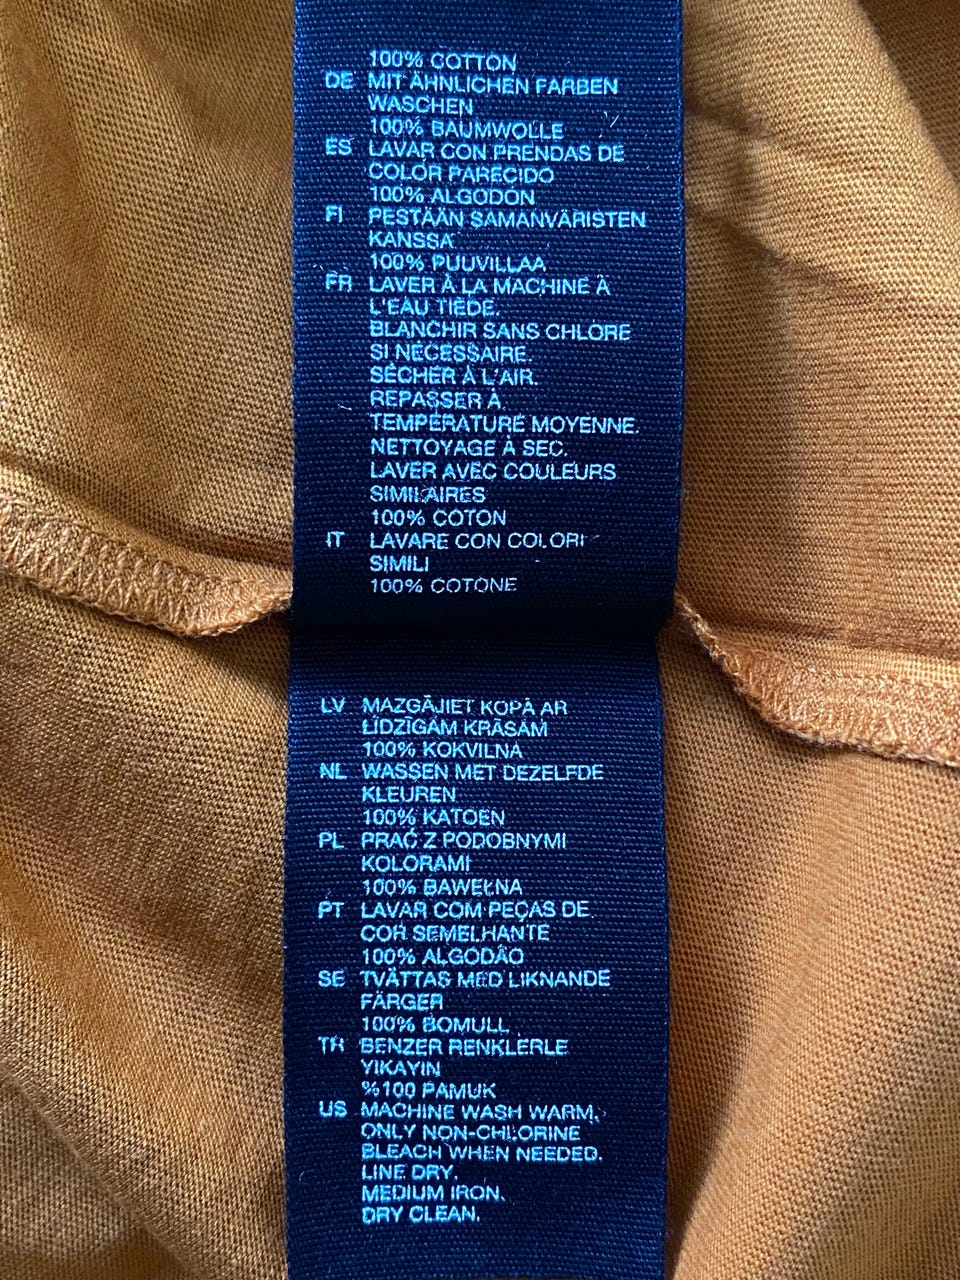 100% COTTON
DE MIT ÄHNLICHEN FARBEN
WASCHEN
100% BAUMWOLLE
ES LAVAR CON PRENDAS DE
COLOR PARECIDO
100% ALGODÓN
FI PESTÄÄN SAMANVÄRISTEN
KANSSA
100% PUUVILLAA
FR LAVER À LA MACHINE À
L'EAU TIÈDE.
BLANCHIR SANS CHLORE
SI NÉCESSAIRE.
SÉCHER À L'AIR.
REPASSER À
TEMPÉRATURE MOYENNE.
NETTOYAGE À SEC.
LAVER AVEC COULEURS
SIMILAIRES
100% COTON
IT LAVARE CON COLORI
SIMILI
100% COTONE
LV MAZGĀJIET KOPĀ AR
LĪDZĪGĀM KRĀSĀM
100% KOKVILNA
NL WASSEN MET DEZELFDE
KLEUREN
100% KATOEN
PL PRAĆ Z PODOBNYMI
KOLORAMI
100% BAWEŁNA
PT LAVAR COM PEÇAS DE
COR SEMELHANTE
100% ALGODÃO
SE TVÄTTAS MED LIKNANDE
FÄRGER
100% BOMULL
TR BENZER RENKLERLE
YIKAYIN
%100 PAMUK
US MACHINE WASH WARM.
ONLY NON-CHLORINE
BLEACH WHEN NEEDED.
LINE DRY.
MEDIUM IRON.
DRY CLEAN.